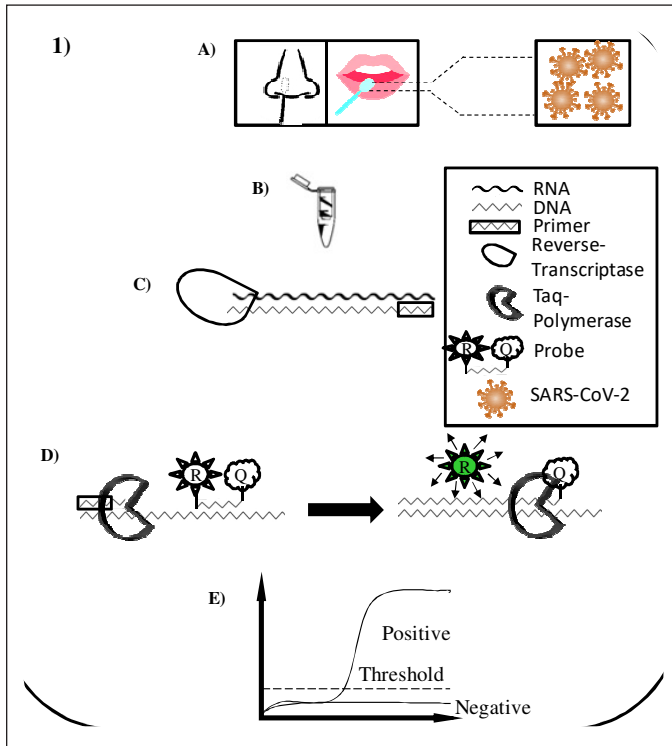 1)
A)
B)
RNA
DNA
Primer
Reverse-
Transcriptase
Taq-
Polymerase
R Q Probe
SARS-CoV-2
C)
D)
R Q
R Q
E)
Positive
Threshold
Negative